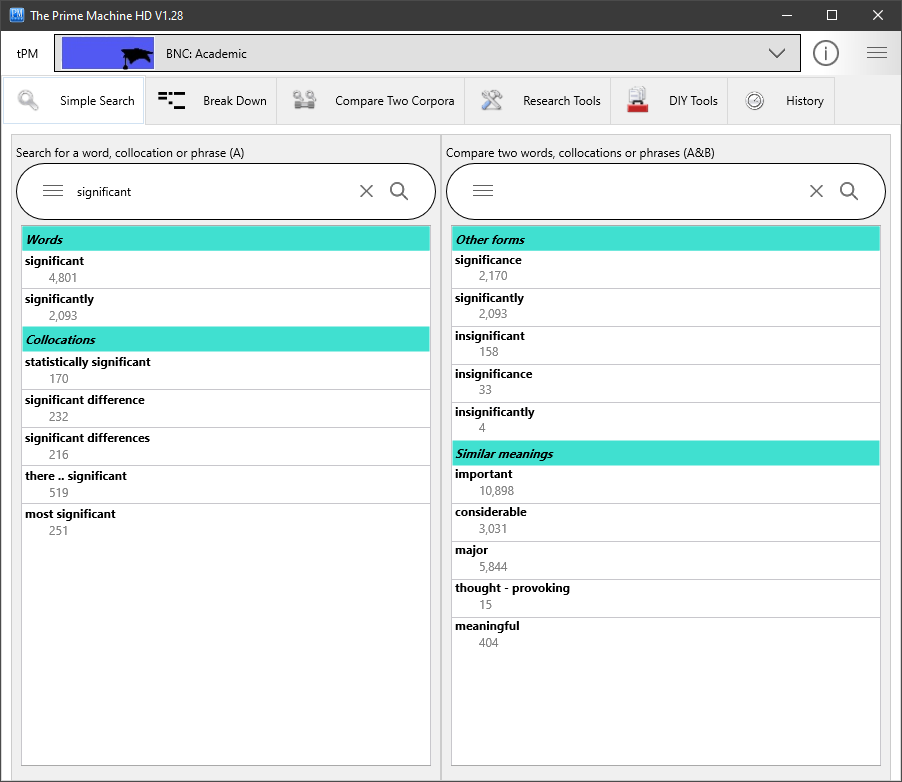 The Prime Machine HD V1.28
tPM
BNC: Academic
Simple Search
Break Down
Compare Two Corpora
Research Tools
DIY Tools
History
Search for a word, collocation or phrase (A)
significant
Words
significant
4,801
significantly
2,093
Collocations
statistically significant
170
significant difference
232
significant differences
216
there .. significant
519
most significant
251
Compare two words, collocations or phrases (A&B)
Other forms
significance
2,170
significantly
2,093
insignificant
158
insignificance
33
insignificantly
4
Similar meanings
important
10,898
considerable
3,031
major
5,844
thought - provoking
15
meaningful
404